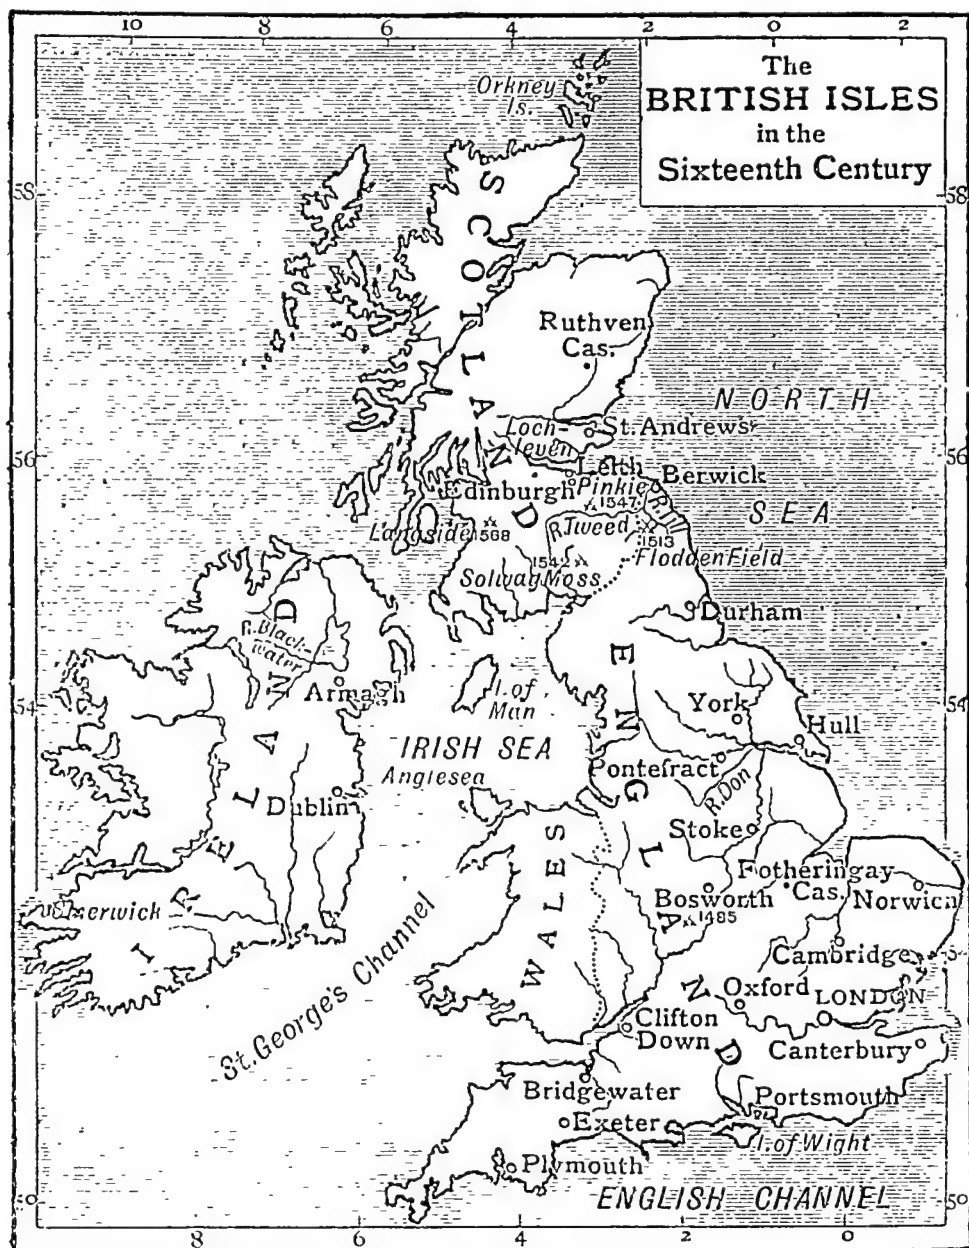 10 8 6 4 2 0 2
The
BRITISH ISLES
in the
Sixteenth Century
Orkney
Is.
58
58
SCOTLAND
Ruthven
Cas.
NORTH
SEA
Loch-
leven
St. Andrews
56
56
Leith
Berwick
Edinburgh
Pinkie
1547
R. Till
Langside
1568
R. Tweed
1513
Flodden Field
1542
Solway Moss
Durham
R. Black-
water
Armagh
I. of
Man
ENGLAND
York
Hull
54
54
IRISH SEA
Anglesea
Pontefract
R. Don
IRELAND
Dublin
Stoke
WALES
Fotheringay
Cas.
Norwich
Bosworth
1485
Smerwick
St. George's Channel
Cambridge
Oxford
LONDON
Clifton
Down
Canterbury
Bridgewater
Portsmouth
Exeter
I. of Wight
Plymouth
ENGLISH CHANNEL
50
8 6 4 2 0